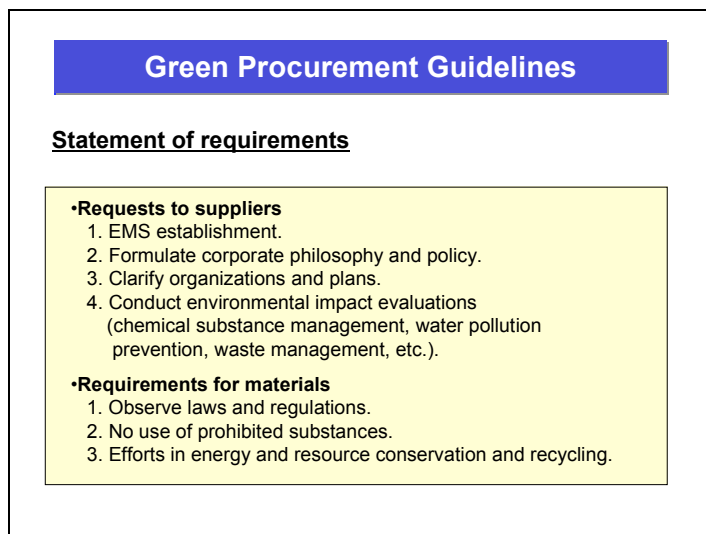 Green Procurement Guidelines
Statement of requirements
•Requests to suppliers
1. EMS establishment.
2. Formulate corporate philosophy and policy.
3. Clarify organizations and plans.
4. Conduct environmental impact evaluations
(chemical substance management, water pollution
prevention, waste management, etc.).
•Requirements for materials
1. Observe laws and regulations.
2. No use of prohibited substances.
3. Efforts in energy and resource conservation and recycling.